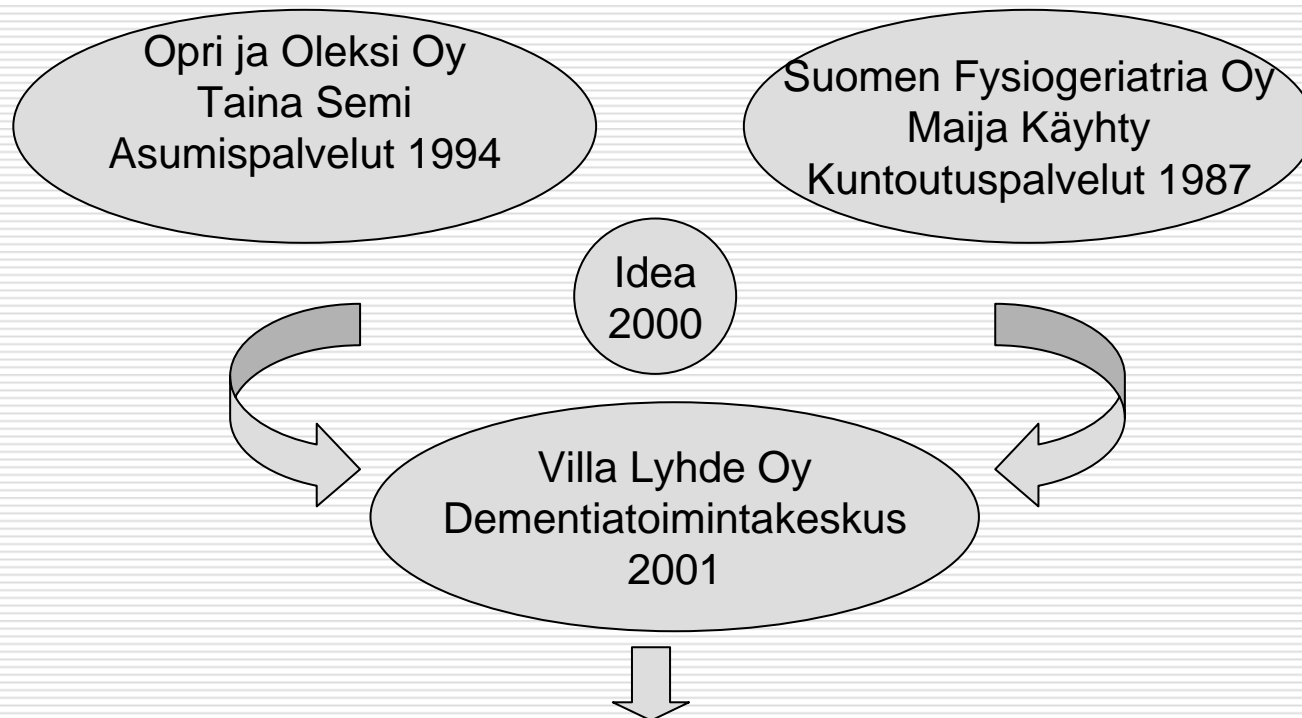 Opri ja Oleksi Oy
Taina Semi
Asumispalvelut 1994
Suomen Fysiogeriatria Oy
Maija Käyhty
Kuntoutuspalvelut 1987
Idea
2000
Villa Lyhde Oy
Dementiatoimintakeskus
2001